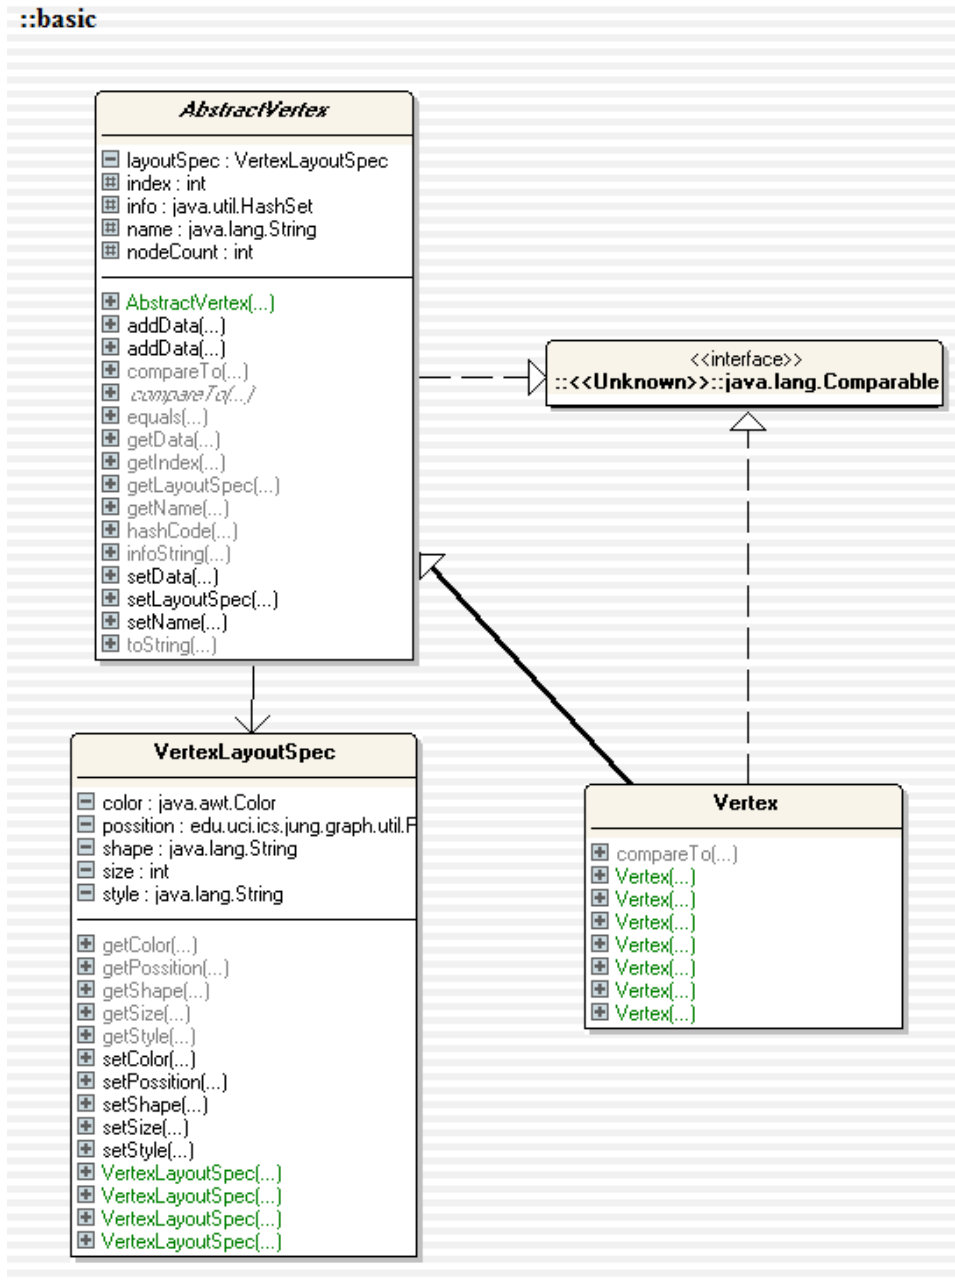 ::basic
AbstractVertex
layoutSpec : VertexLayoutSpec
index : int
info : java.util.HashSet
name : java.lang.String
nodeCount : int
AbstractVertex(...)
addData(...)
addData(...)
compareTo(...)
compareTo(...)
equals(...)
getData(...)
getIndex(...)
getLayoutSpec(...)
getName(...)
hashCode(...)
infoString(...)
setData(...)
setLayoutSpec(...)
setName(...)
toString(...)
<<interface>>
::<<Unknown>>::java.lang.Comparable
VertexLayoutSpec
color : java.awt.Color
possition : edu.uci.ics.jung.graph.util.F
shape : java.lang.String
size : int
style : java.lang.String
getColor(...)
getPossition(...)
getShape(...)
getSize(...)
getStyle(...)
setColor(...)
setPossition(...)
setShape(...)
setSize(...)
setStyle(...)
VertexLayoutSpec(...)
VertexLayoutSpec(...)
VertexLayoutSpec(...)
VertexLayoutSpec(...)
Vertex
compareTo(...)
Vertex(...)
Vertex(...)
Vertex(...)
Vertex(...)
Vertex(...)
Vertex(...)
Vertex(...)